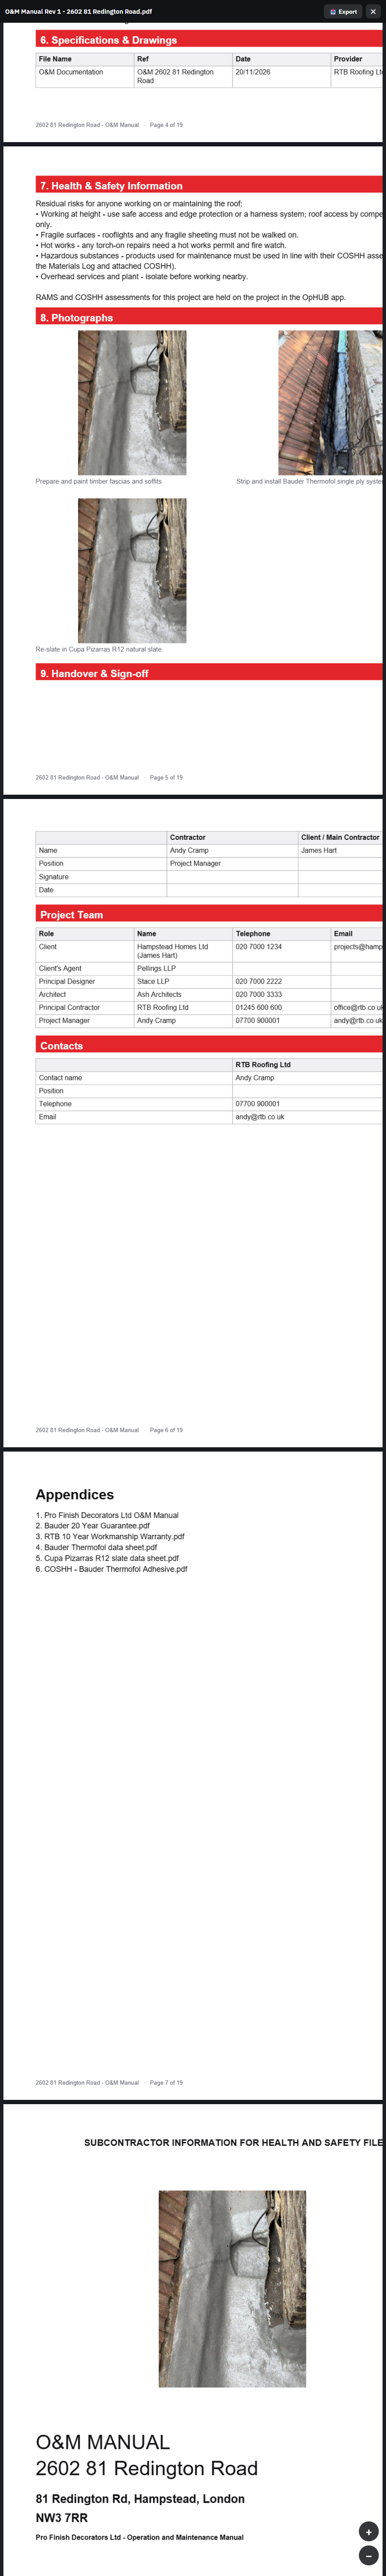 O&M Manual Rev 1 - 2602 81 Redington Road.pdf
Export
6. Specifications & Drawings
File Name Ref Date Provider
O&M Documentation O&M 2602 81 Redington Road 20/11/2026 RTB Roofing Ltd
2602 81 Redington Road - O&M Manual · Page 4 of 19
7. Health & Safety Information
Residual risks for anyone working on or maintaining the roof:
• Working at height - use safe access and edge protection or a harness system; roof access by compe
only.
• Fragile surfaces - rooflights and any fragile sheeting must not be walked on.
• Hot works - any torch-on repairs need a hot works permit and fire watch.
• Hazardous substances - products used for maintenance must be used in line with their COSHH asse
the Materials Log and attached COSHH).
• Overhead services and plant - isolate before working nearby.
RAMS and COSHH assessments for this project are held on the project in the OpHUB app.
8. Photographs
Prepare and paint timber fascias and soffits
Strip and install Bauder Thermofol single ply syste
Re-slate in Cupa Pizarras R12 natural slate
9. Handover & Sign-off
2602 81 Redington Road - O&M Manual · Page 5 of 19
Contractor Client / Main Contractor
Name Andy Cramp James Hart
Position Project Manager
Signature
Date
Project Team
Role Name Telephone Email
Client Hampstead Homes Ltd (James Hart) 020 7000 1234 projects@hamp
Client's Agent Pellings LLP
Principal Designer Stace LLP 020 7000 2222
Architect Ash Architects 020 7000 3333
Principal Contractor RTB Roofing Ltd 01245 600 600 office@rtb.co.uk
Project Manager Andy Cramp 07700 900001 andy@rtb.co.uk
Contacts
RTB Roofing Ltd
Contact name Andy Cramp
Position
Telephone 07700 900001
Email andy@rtb.co.uk
2602 81 Redington Road - O&M Manual · Page 6 of 19
Appendices
1. Pro Finish Decorators Ltd O&M Manual
2. Bauder 20 Year Guarantee.pdf
3. RTB 10 Year Workmanship Warranty.pdf
4. Bauder Thermofol data sheet.pdf
5. Cupa Pizarras R12 slate data sheet.pdf
6. COSHH - Bauder Thermofol Adhesive.pdf
2602 81 Redington Road - O&M Manual · Page 7 of 19
SUBCONTRACTOR INFORMATION FOR HEALTH AND SAFETY FILE
O&M MANUAL
2602 81 Redington Road
81 Redington Rd, Hampstead, London
NW3 7RR
Pro Finish Decorators Ltd - Operation and Maintenance Manual